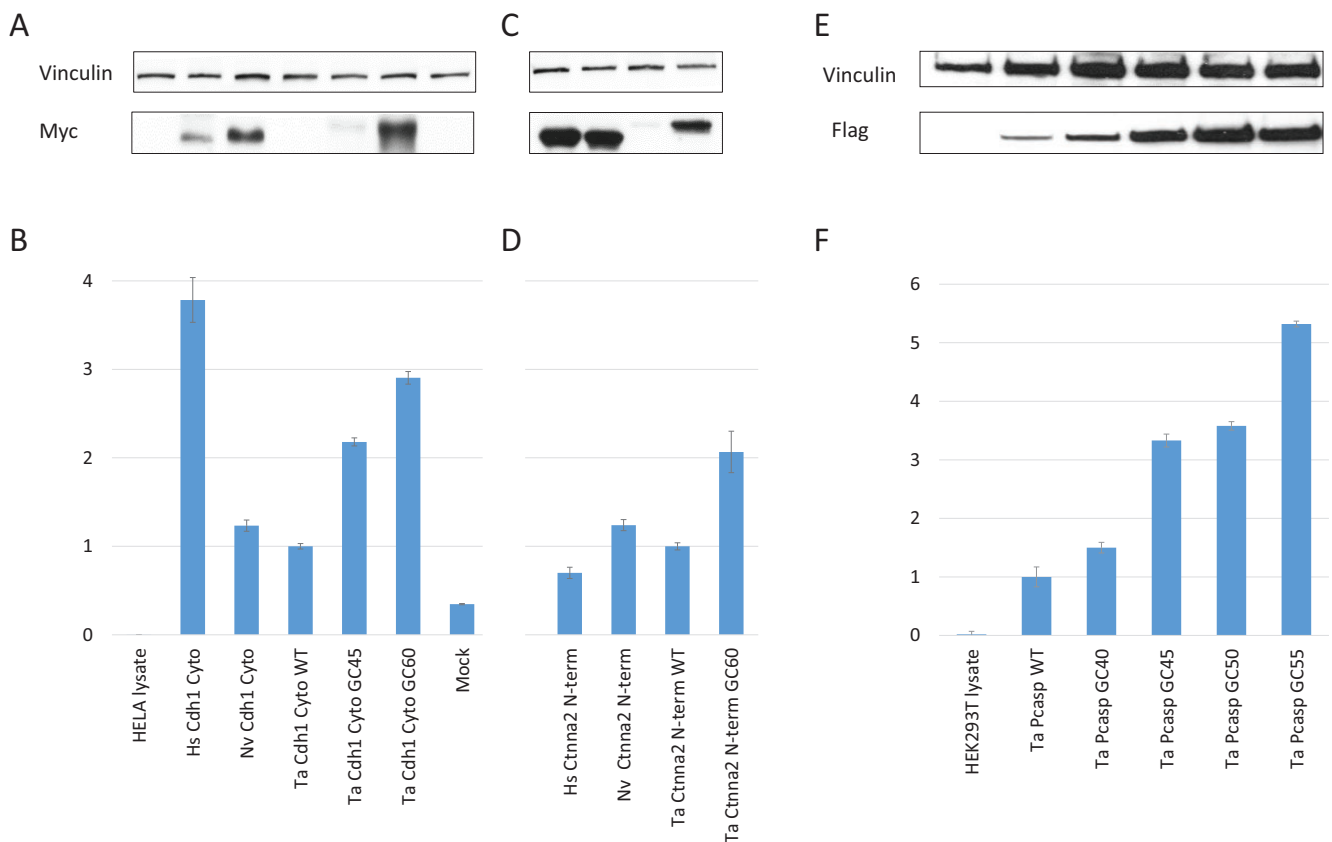 A
Vinculin
Myc
C
E
Vinculin
Flag
B
4
3
2
1
0
HELA lysate
Hs Cdh1 Cyto
Nv Cdh1 Cyto
Ta Cdh1 Cyto WT
Ta Cdh1 Cyto GC45
Ta Cdh1 Cyto GC60
Mock
D
Hs Ctnna2 N-term
Nv Ctnna2 N-term
Ta Ctnna2 N-term WT
Ta Ctnna2 N-term GC60
F
6
5
4
3
2
1
0
HEK293T lysate
Ta Pcasp WT
Ta Pcasp GC40
Ta Pcasp GC45
Ta Pcasp GC50
Ta Pcasp GC55